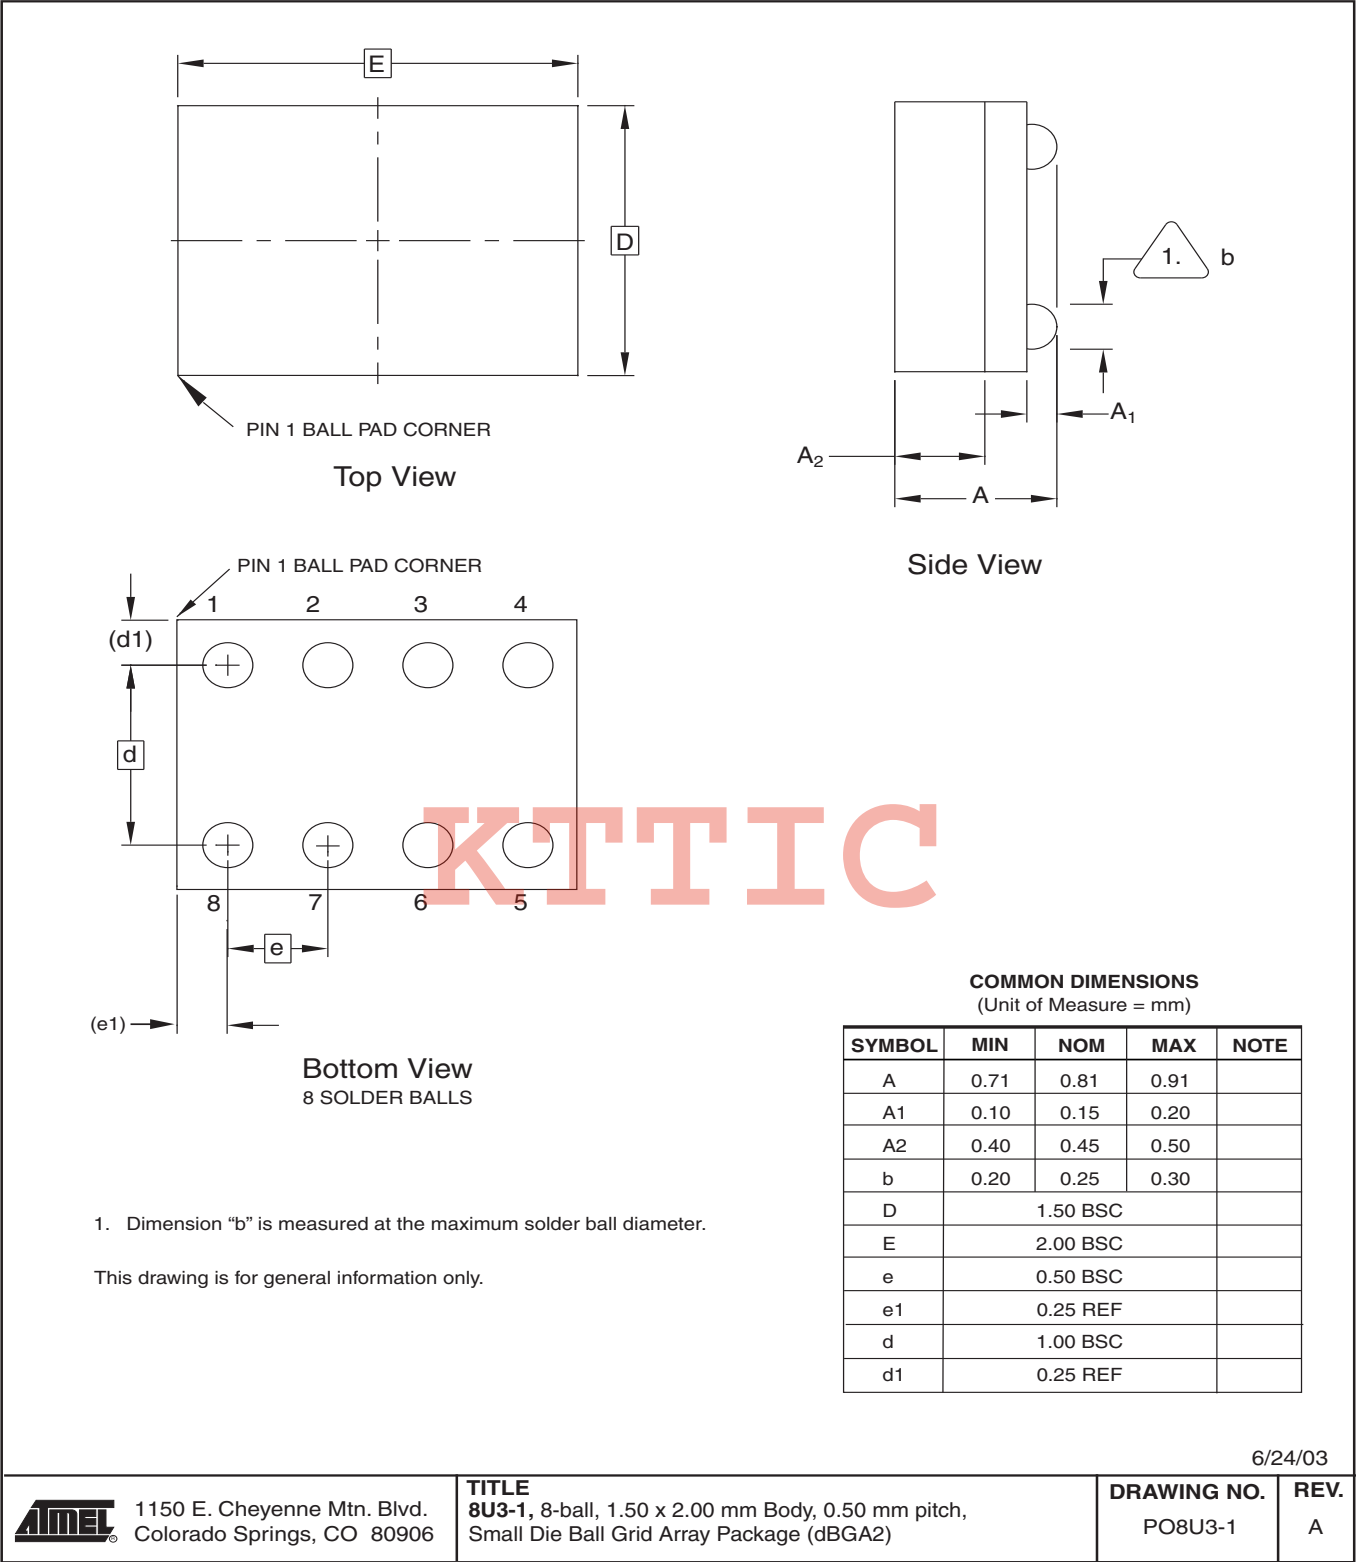 E
D
PIN 1 BALL PAD CORNER
Top View
1.
b
A1
A2
A
Side View
PIN 1 BALL PAD CORNER
1 2 3 4
(d1)
d
8 7 6 5
e
(e1)
Bottom View
8 SOLDER BALLS
KTTIC
COMMON DIMENSIONS
(Unit of Measure = mm)
SYMBOL MIN NOM MAX NOTE
A 0.71 0.81 0.91
A1 0.10 0.15 0.20
A2 0.40 0.45 0.50
b 0.20 0.25 0.30
D 1.50 BSC
E 2.00 BSC
e 0.50 BSC
e1 0.25 REF
d 1.00 BSC
d1 0.25 REF
1. Dimension “b” is measured at the maximum solder ball diameter.
This drawing is for general information only.
6/24/03
ATMEL ®
1150 E. Cheyenne Mtn. Blvd.
Colorado Springs, CO 80906
TITLE
8U3-1, 8-ball, 1.50 x 2.00 mm Body, 0.50 mm pitch,
Small Die Ball Grid Array Package (dBGA2)
DRAWING NO.
PO8U3-1
REV.
A